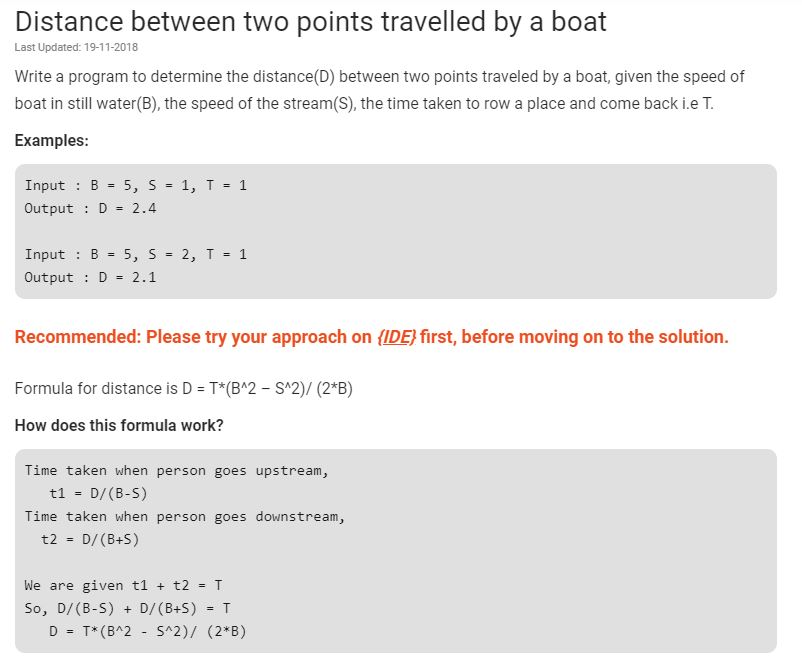 Distance between two points travelled by a boat
Last Updated: 19-11-2018
Write a program to determine the distance(D) between two points traveled by a boat, given the speed of
boat in still water(B), the speed of the stream(S), the time taken to row a place and come back i.e T.
Examples:
Input : B = 5, S = 1, T = 1
Output : D = 2.4
Input : B = 5, S = 2, T = 1
Output : D = 2.1
Recommended: Please try your approach on {IDE} first, before moving on to the solution.
Formula for distance is D = T*(B^2 – S^2)/ (2*B)
How does this formula work?
Time taken when person goes upstream,
t1 = D/(B-S)
Time taken when person goes downstream,
t2 = D/(B+S)
We are given t1 + t2 = T
So, D/(B-S) + D/(B+S) = T
D = T*(B^2 - S^2)/ (2*B)